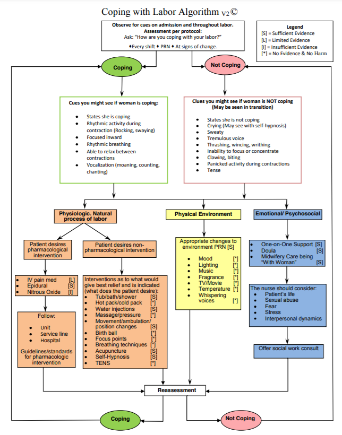 Coping with Labor Algorithm v2©
Observe for cues on admission and throughout labor.
Assessment per protocol:
Ask: "How are you coping with your labor?"
•Every shift • PRN • At signs of change
Legend
[S] = Sufficient Evidence
[L] = Limited Evidence
[I] = Insufficient Evidence
[*] = No Evidence & No Harm
Coping
Not Coping
Cues you might see if woman is coping:
• States she is coping
• Rhythmic activity during
contraction (Rocking, swaying)
• Focused inward
• Rhythmic breathing
• Able to relax between
contractions
• Vocalization (moaning, counting,
chanting)
Clues you might see if woman is NOT coping
(May be seen in transition)
• States she is not coping
• Crying (May see with self-hypnosis)
• Sweaty
• Tremulous voice
• Thrashing, wincing, writhing
• Inability to focus or concentrate
• Clawing, biting
• Panicked activity during contractions
• Tense
Physiologic. Natural
process of labor
Physical Environment
Emotional/ Psychosocial
Patient desires
pharmacological
intervention
Patient desires non-
pharmacological intervention
• IV pain med [L]
• Epidural [S]
• Nitrous Oxide [I]
Follow:
• Unit
• Service line
• Hospital
Guidelines/standards
for pharmacologic
intervention
Interventions as to what would
give best relief and is indicated
(what does the patient desire):
• Tub/bath/shower [S]
• Hot pack/cold pack [*]
• Water injections [S]
• Massage/pressure [*]
• Movement/ambulation/
position changes [S]
• Birth ball [*]
• Focus points [*]
• Breathing techniques [*]
• Acupuncture [S]
• Self-Hypnosis [S]
• TENS [*]
Appropriate changes to
environment PRN [S]
• Mood [*]
• Lighting [*]
• Music [*]
• Fragrance [*]
• TV/Movie [*]
• Temperature [*]
• Whispering
voices [*]
• One-on-One Support [S]
• Doula [S]
• Midwifery Care being
"With Woman" [S]
The nurse should consider:
• Patient's life
• Sexual abuse
• Fear
• Stress
• Interpersonal dynamics
Offer social work consult
Reassessment
Coping
Not Coping